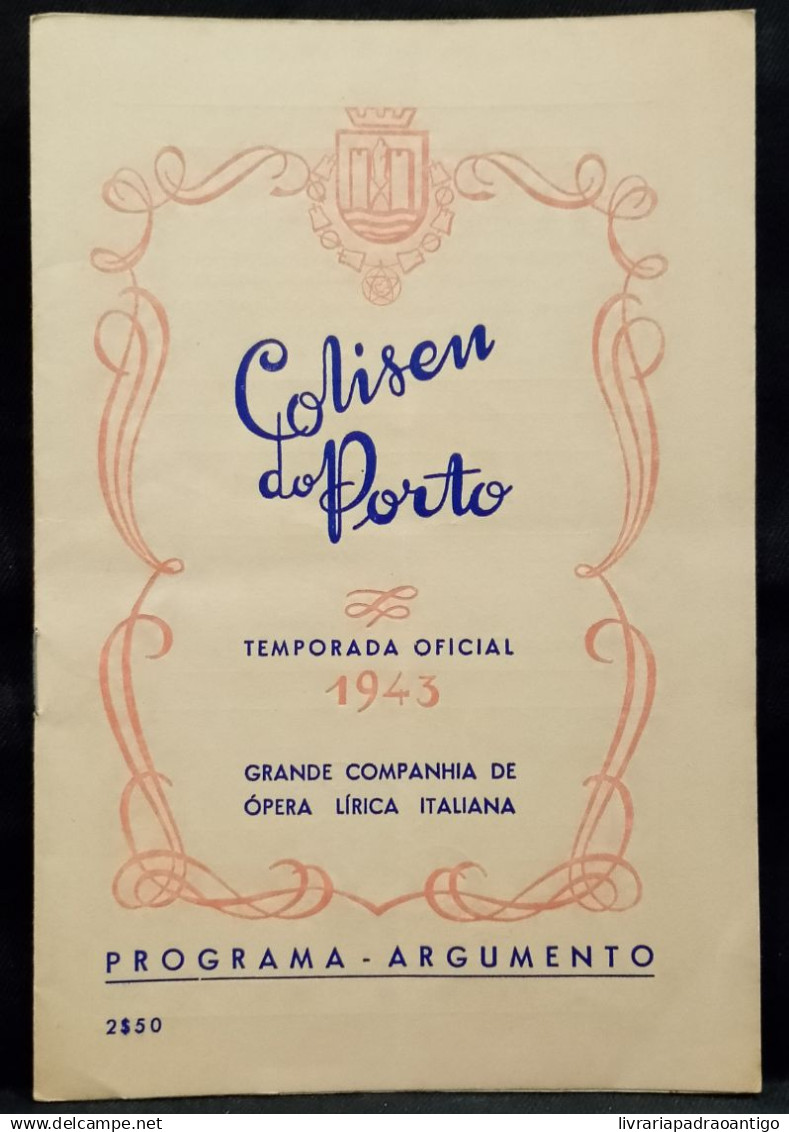 Coliseu
do Porto
TEMPORADA OFICIAL
1943
GRANDE COMPANHIA DE
ÓPERA LÍRICA ITALIANA
PROGRAMA - ARGUMENTO
2$50
delcampe.net
livrariapadraoantigo